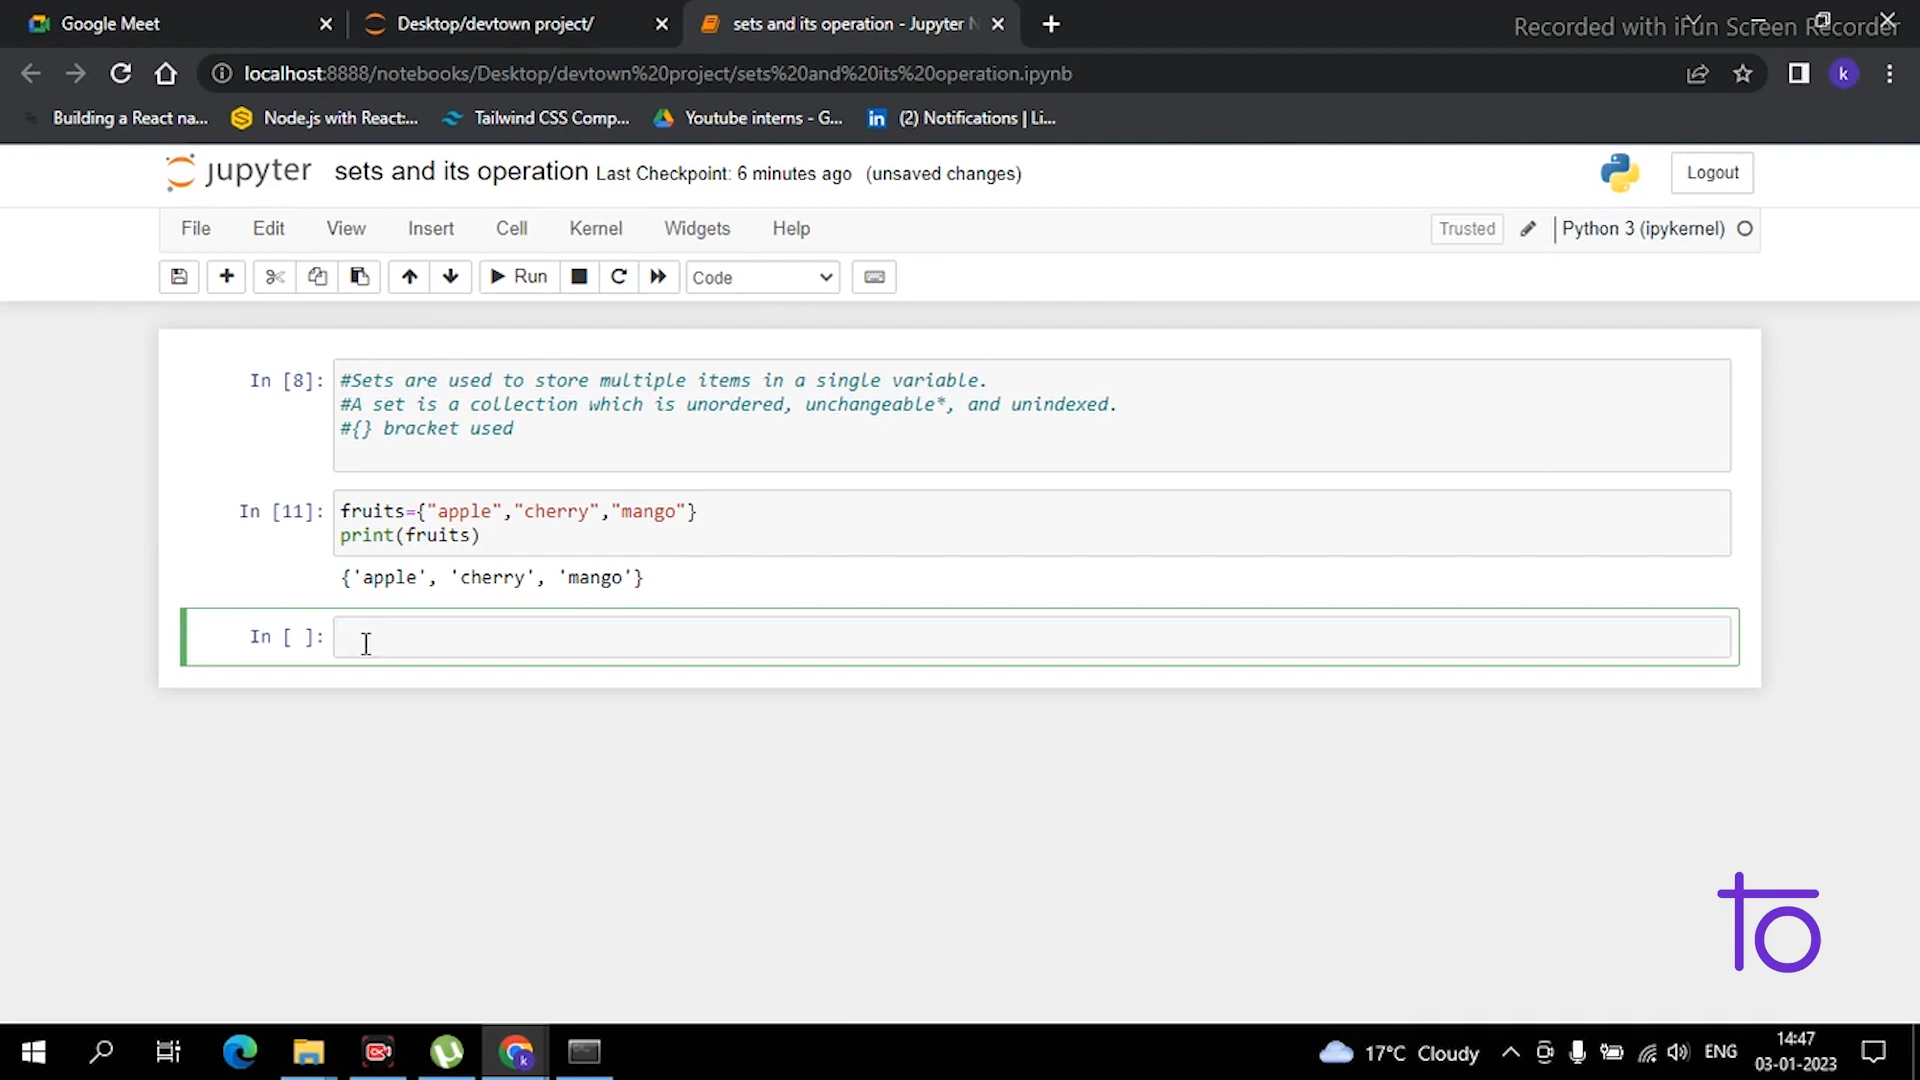 Google Meet
Desktop/devtown project/
sets and its operation - Jupyter N
Recorded with iFun Screen Recorder
localhost:8888/notebooks/Desktop/devtown%20project/sets%20and%20its%20operation.ipynb
k
Building a React na...
Node.js with React:...
Tailwind CSS Comp...
Youtube interns - G...
(2) Notifications | Li...
jupyter
sets and its operation Last Checkpoint: 6 minutes ago (unsaved changes)
Logout
File
Edit
View
Insert
Cell
Kernel
Widgets
Help
Trusted
Python 3 (ipykernel)
Run
Code
In [8]:
#Sets are used to store multiple items in a single variable.
#A set is a collection which is unordered, unchangeable*, and unindexed.
#{} bracket used
In [11]:
fruits={"apple","cherry","mango"}
print(fruits)
{'apple', 'cherry', 'mango'}
In [ ]:
to
17°C Cloudy
ENG
14:47
03-01-2023